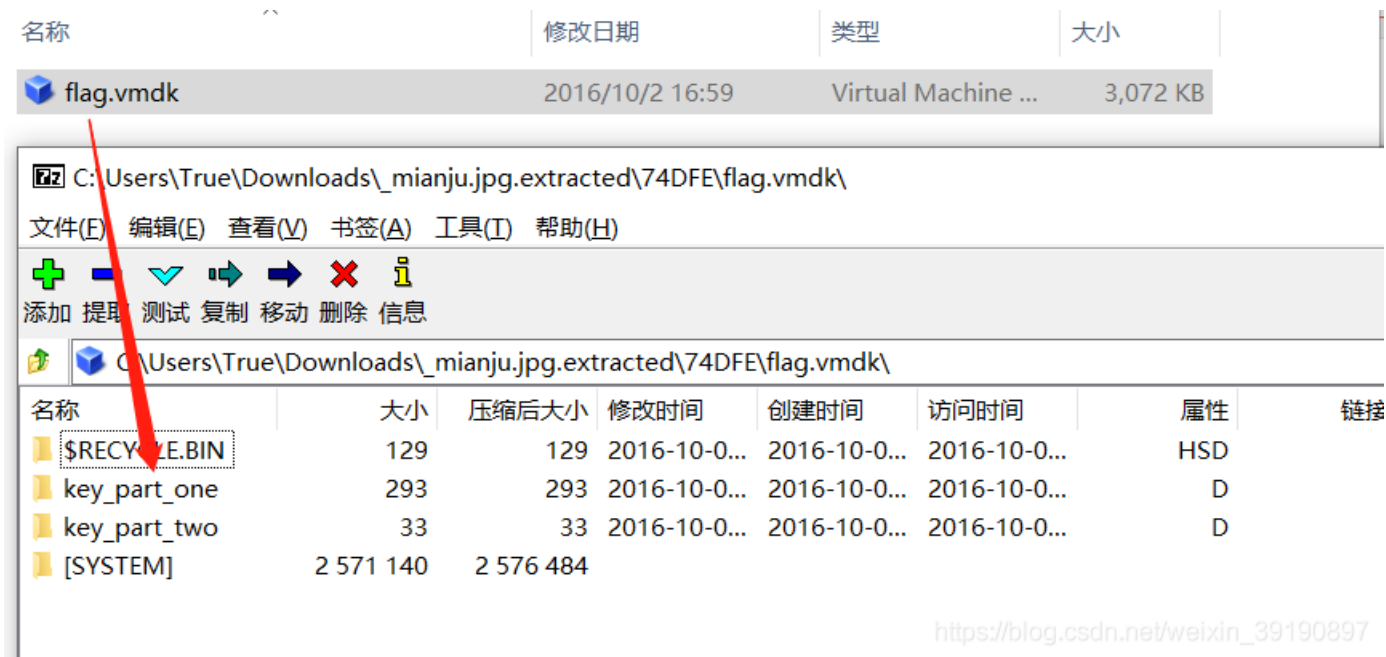 名称 修改日期 类型 大小
flag.vmdk 2016/10/2 16:59 Virtual Machine ... 3,072 KB
C:\Users\True\Downloads\_mianju.jpg.extracted\74DFE\flag.vmdk\
文件(F) 编辑(E) 查看(V) 书签(A) 工具(T) 帮助(H)
添加 提取 测试 复制 移动 删除 信息
C:\Users\True\Downloads\_mianju.jpg.extracted\74DFE\flag.vmdk\
名称 大小 压缩后大小 修改时间 创建时间 访问时间 属性 链接
$RECYCLE.BIN 129 129 2016-10-0... 2016-10-0... 2016-10-0... HSD
key_part_one 293 293 2016-10-0... 2016-10-0... 2016-10-0... D
key_part_two 33 33 2016-10-0... 2016-10-0... 2016-10-0... D
[SYSTEM] 2 571 140 2 576 484
https://blog.csdn.net/weixin_39190897